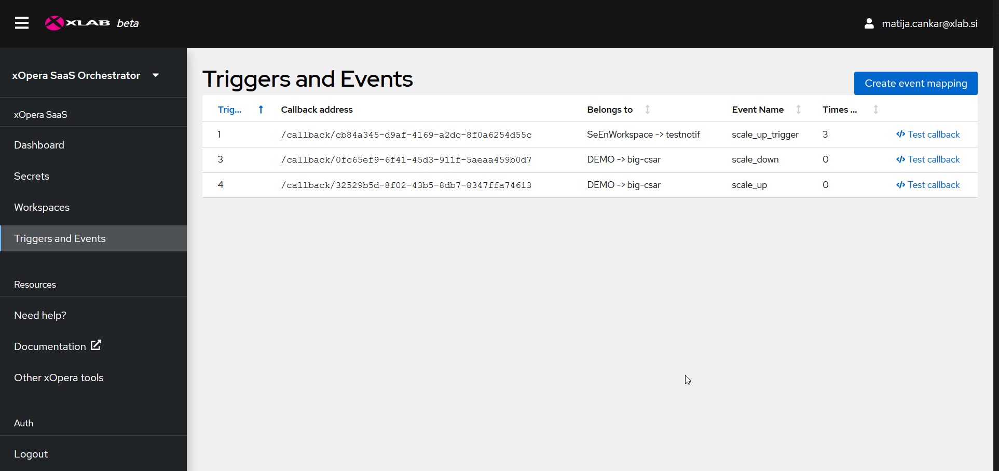 XLAB beta
matija.cankar@xlab.si
xOpera SaaS Orchestrator
xOpera SaaS
Dashboard
Secrets
Workspaces
Triggers and Events
Resources
Need help?
Documentation
Other xOpera tools
Auth
Logout
Triggers and Events
Create event mapping
Trig... Callback address Belongs to Event Name Times ...
1 /callback/cb84a345-d9af-4169-a2dc-8f0a6254d55c SeEnWorkspace -> testnotif scale_up_trigger 3 Test callback
3 /callback/0fc65ef9-6f41-45d3-911f-5aeaa459b0d7 DEMO -> big-csar scale_down 0 Test callback
4 /callback/32529b5d-8f02-43b5-8db7-8347ffa74613 DEMO -> big-csar scale_up 0 Test callback